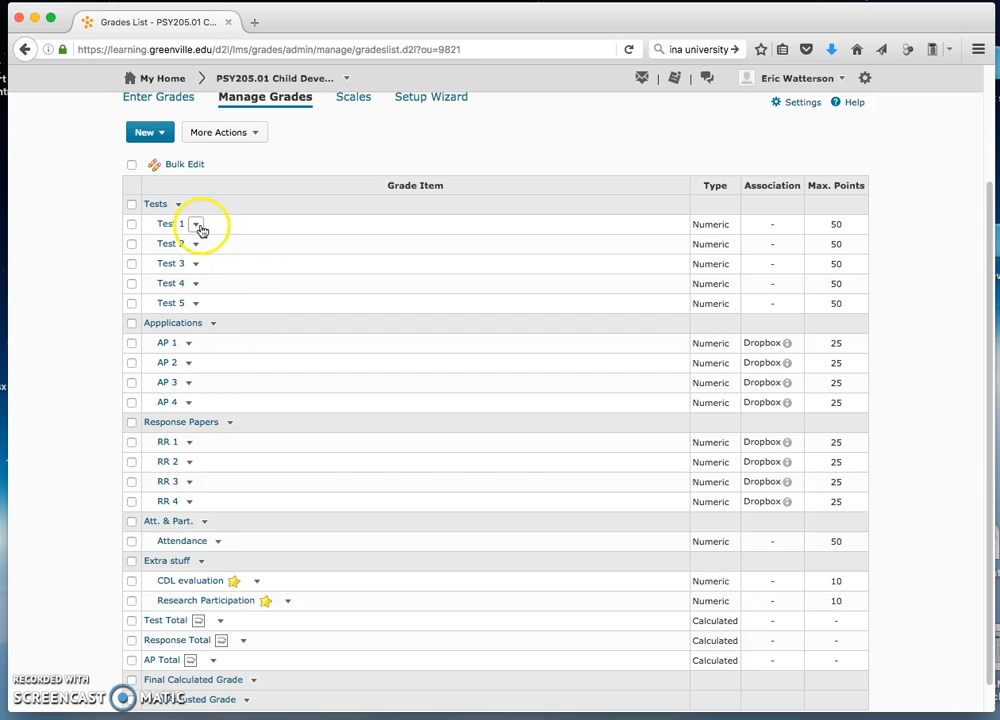 Grades List - PSY205.01 C...
https://learning.greenville.edu/d2l/lms/grades/admin/manage/gradeslist.d2l?ou=9821
ina university
My Home
PSY205.01 Child Deve...
Eric Watterson
Enter Grades
Manage Grades
Scales
Setup Wizard
Settings
Help
New
More Actions
Bulk Edit
Grade Item Type Association Max. Points
Tests
Test 1 Numeric - 50
Test 2 Numeric - 50
Test 3 Numeric - 50
Test 4 Numeric - 50
Test 5 Numeric - 50
Appplications
AP 1 Numeric Dropbox 25
AP 2 Numeric Dropbox 25
AP 3 Numeric Dropbox 25
AP 4 Numeric Dropbox 25
Response Papers
RR 1 Numeric Dropbox 25
RR 2 Numeric Dropbox 25
RR 3 Numeric Dropbox 25
RR 4 Numeric Dropbox 25
Att. & Part.
Attendance Numeric - 50
Extra stuff
CDL evaluation Numeric - 10
Research Participation Numeric - 10
Test Total Calculated -
Response Total Calculated -
AP Total Calculated -
Final Calculated Grade
usted Grade
RECORDED WITH
SCREENCAST MATIC